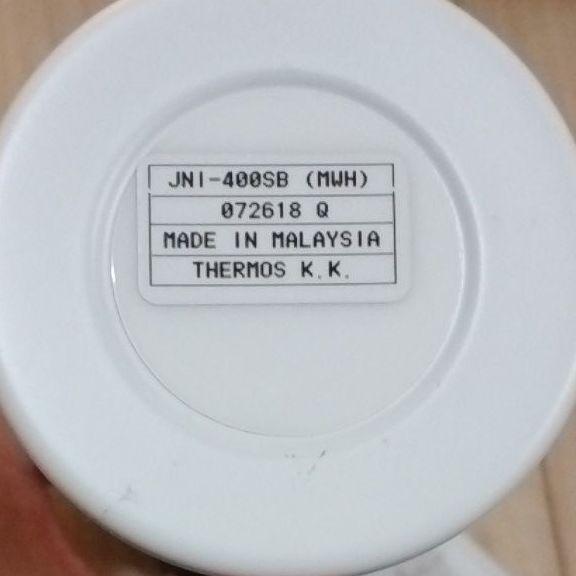 JNI-400SB (MWH)
072618 Q
MADE IN MALAYSIA
THERMOS K.K.